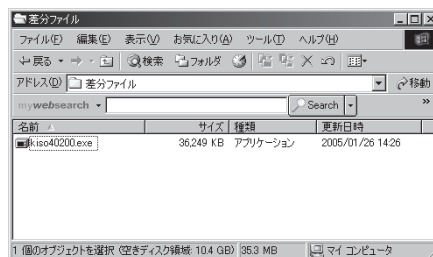 差分ファイル
ファイル(F) 編集(E) 表示(V) お気に入り(A) ツール(T) ヘルプ(H)
戻る 検索 フォルダ
アドレス(D) 差分ファイル 移動
mywebsearch Search »
名前 サイズ 種類 更新日時
kiso40200.exe 36,249 KB アプリケーション 2005/01/26 14:26
1 個のオブジェクトを選択 (空きディスク領域: 10.4 GB) 35.3 MB マイ コンピュータ